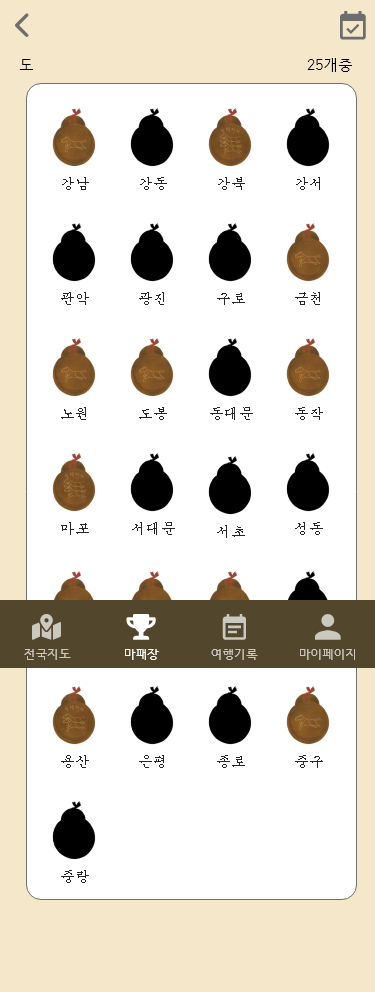 도 25개중
강남 강동 강북 강서
관악 광진 구로 금천
노원 도봉 동대문 동작
마포 서대문 서초 성동
전국지도 마패장 여행기록 마이페이지
용산 은평 종로 중구
중랑